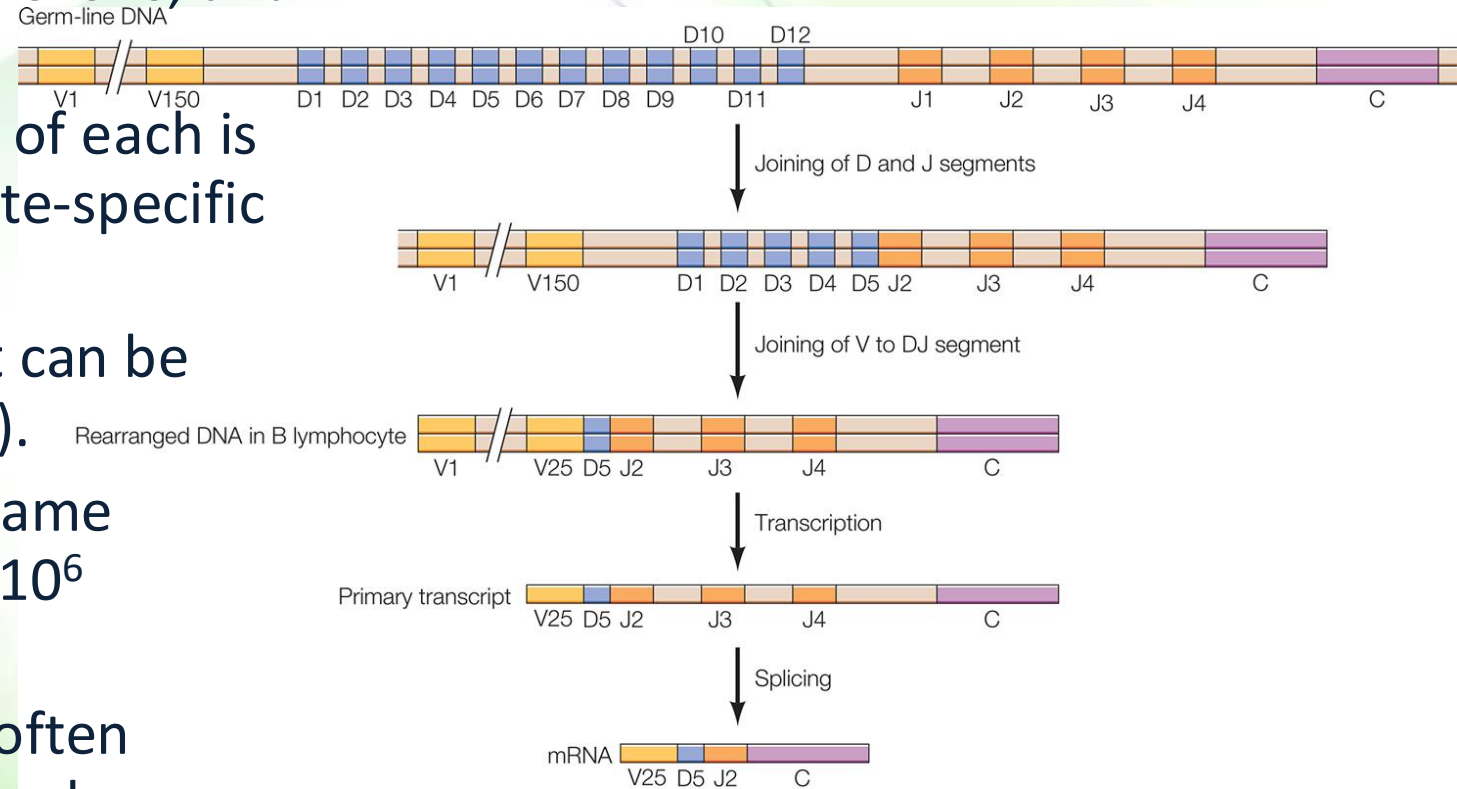 Germ-line DNA
D10 D12
V1 V150 D1 D2 D3 D4 D5 D6 D7 D8 D9 D11 J1 J2 J3 J4 C
of each is
Joining of D and J segments
te-specific
V1 V150 D1 D2 D3 D4 D5 J2 J3 J4 C
can be
Joining of V to DJ segment
).
Rearranged DNA in B lymphocyte
V1 V25 D5 J2 J3 J4 C
ame
Transcription
10⁶
Primary transcript
V25 D5 J2 J3 J4 C
Splicing
often
mRNA
V25 D5 J2 C